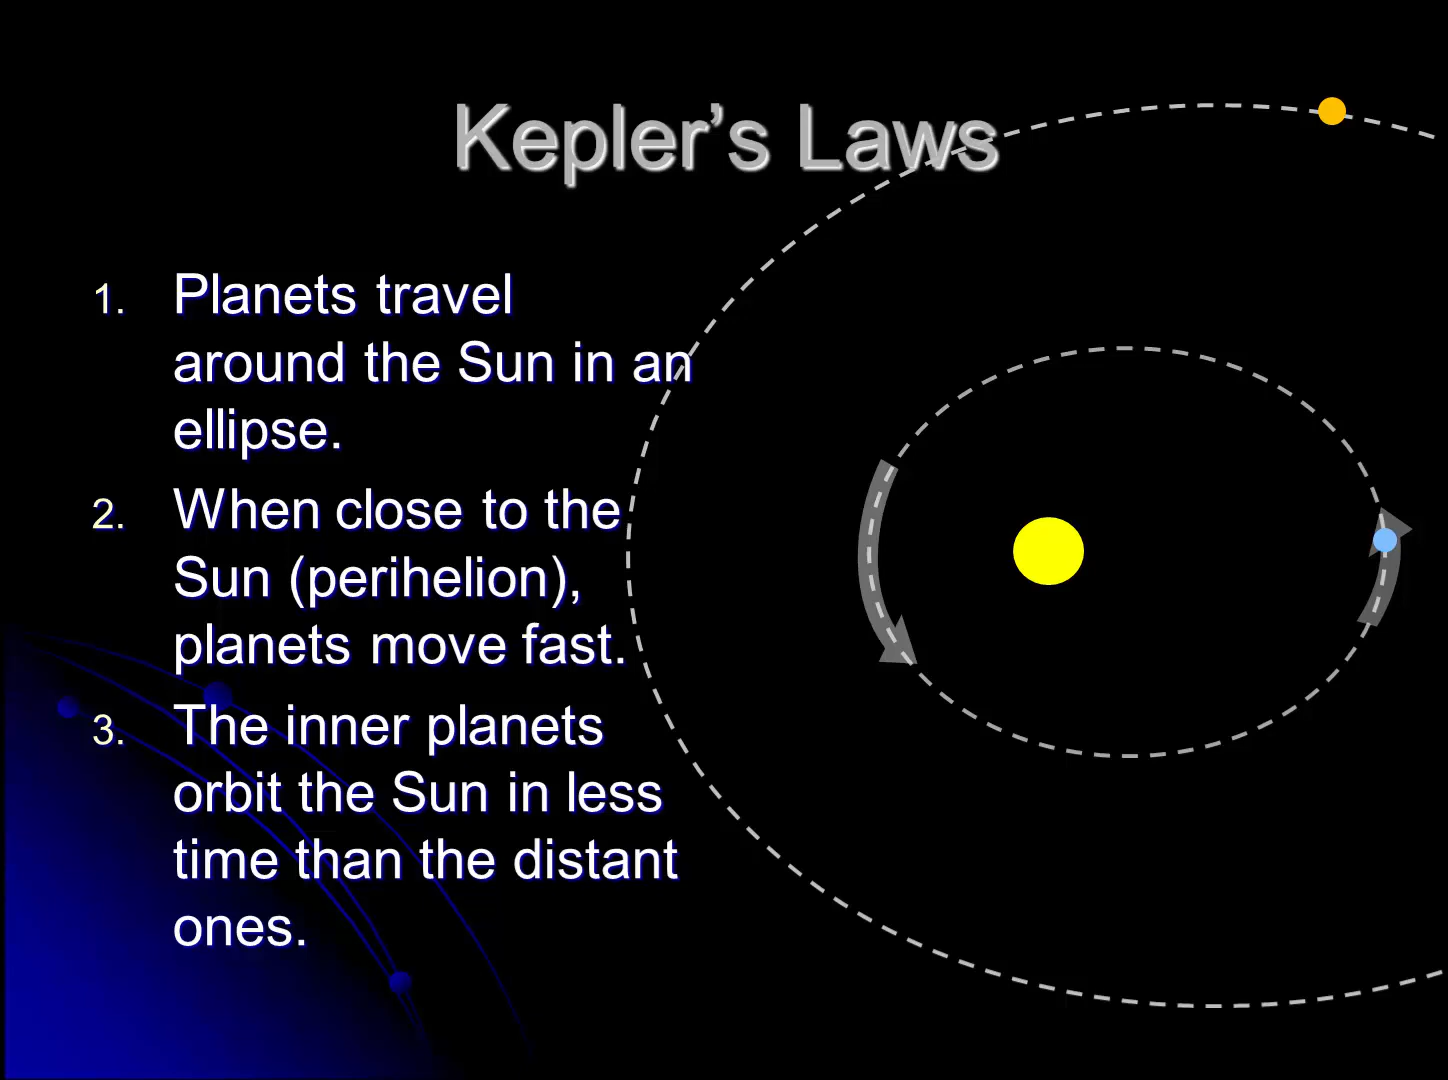 Kepler’s Laws
1. Planets travel
around the Sun in an
ellipse.
2. When close to the
Sun (perihelion),
planets move fast.
3. The inner planets
orbit the Sun in less
time than the distant
ones.